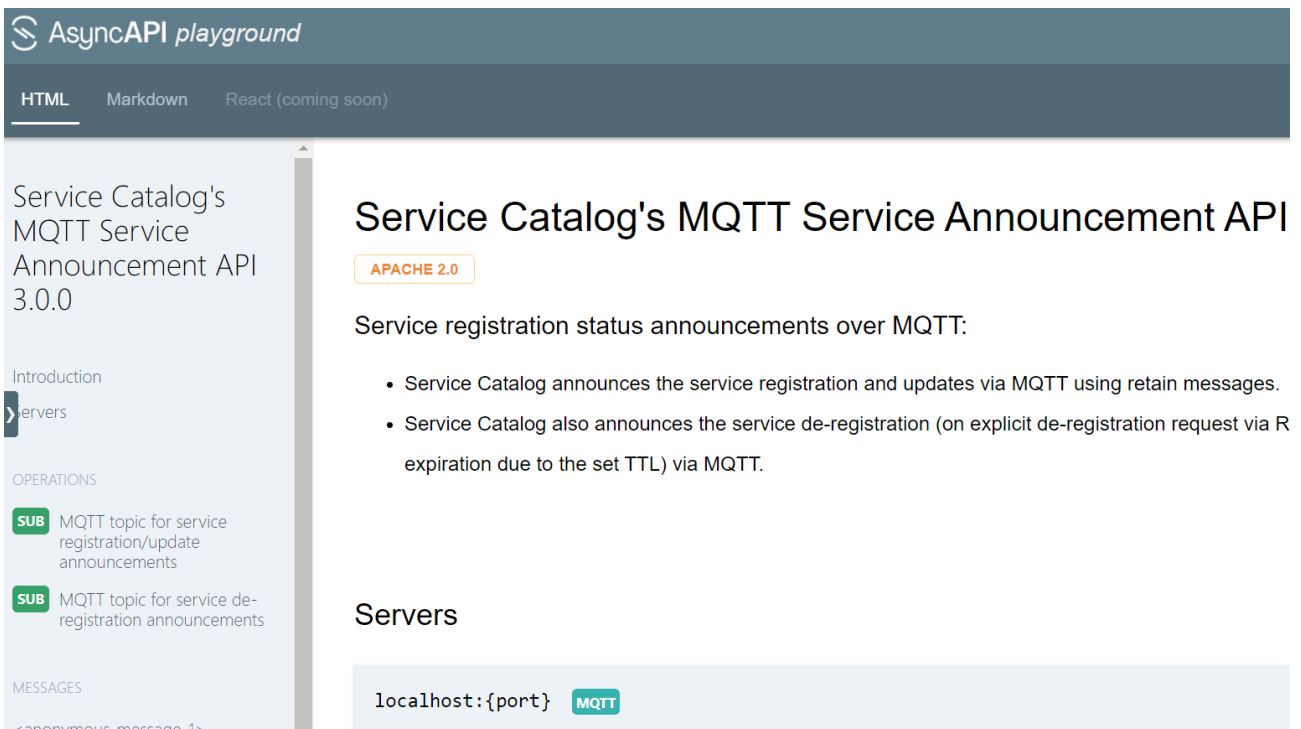 AsyncAPI playground
HTML Markdown React (coming soon)
Service Catalog's
MQTT Service
Announcement API
3.0.0
Introduction
Servers
OPERATIONS
SUB MQTT topic for service
registration/update
announcements
SUB MQTT topic for service de-
registration announcements
MESSAGES
<anonymous-message-1>
Service Catalog's MQTT Service Announcement API
APACHE 2.0
Service registration status announcements over MQTT:
• Service Catalog announces the service registration and updates via MQTT using retain messages.
• Service Catalog also announces the service de-registration (on explicit de-registration request via R
expiration due to the set TTL) via MQTT.
Servers
localhost:{port} MQTT